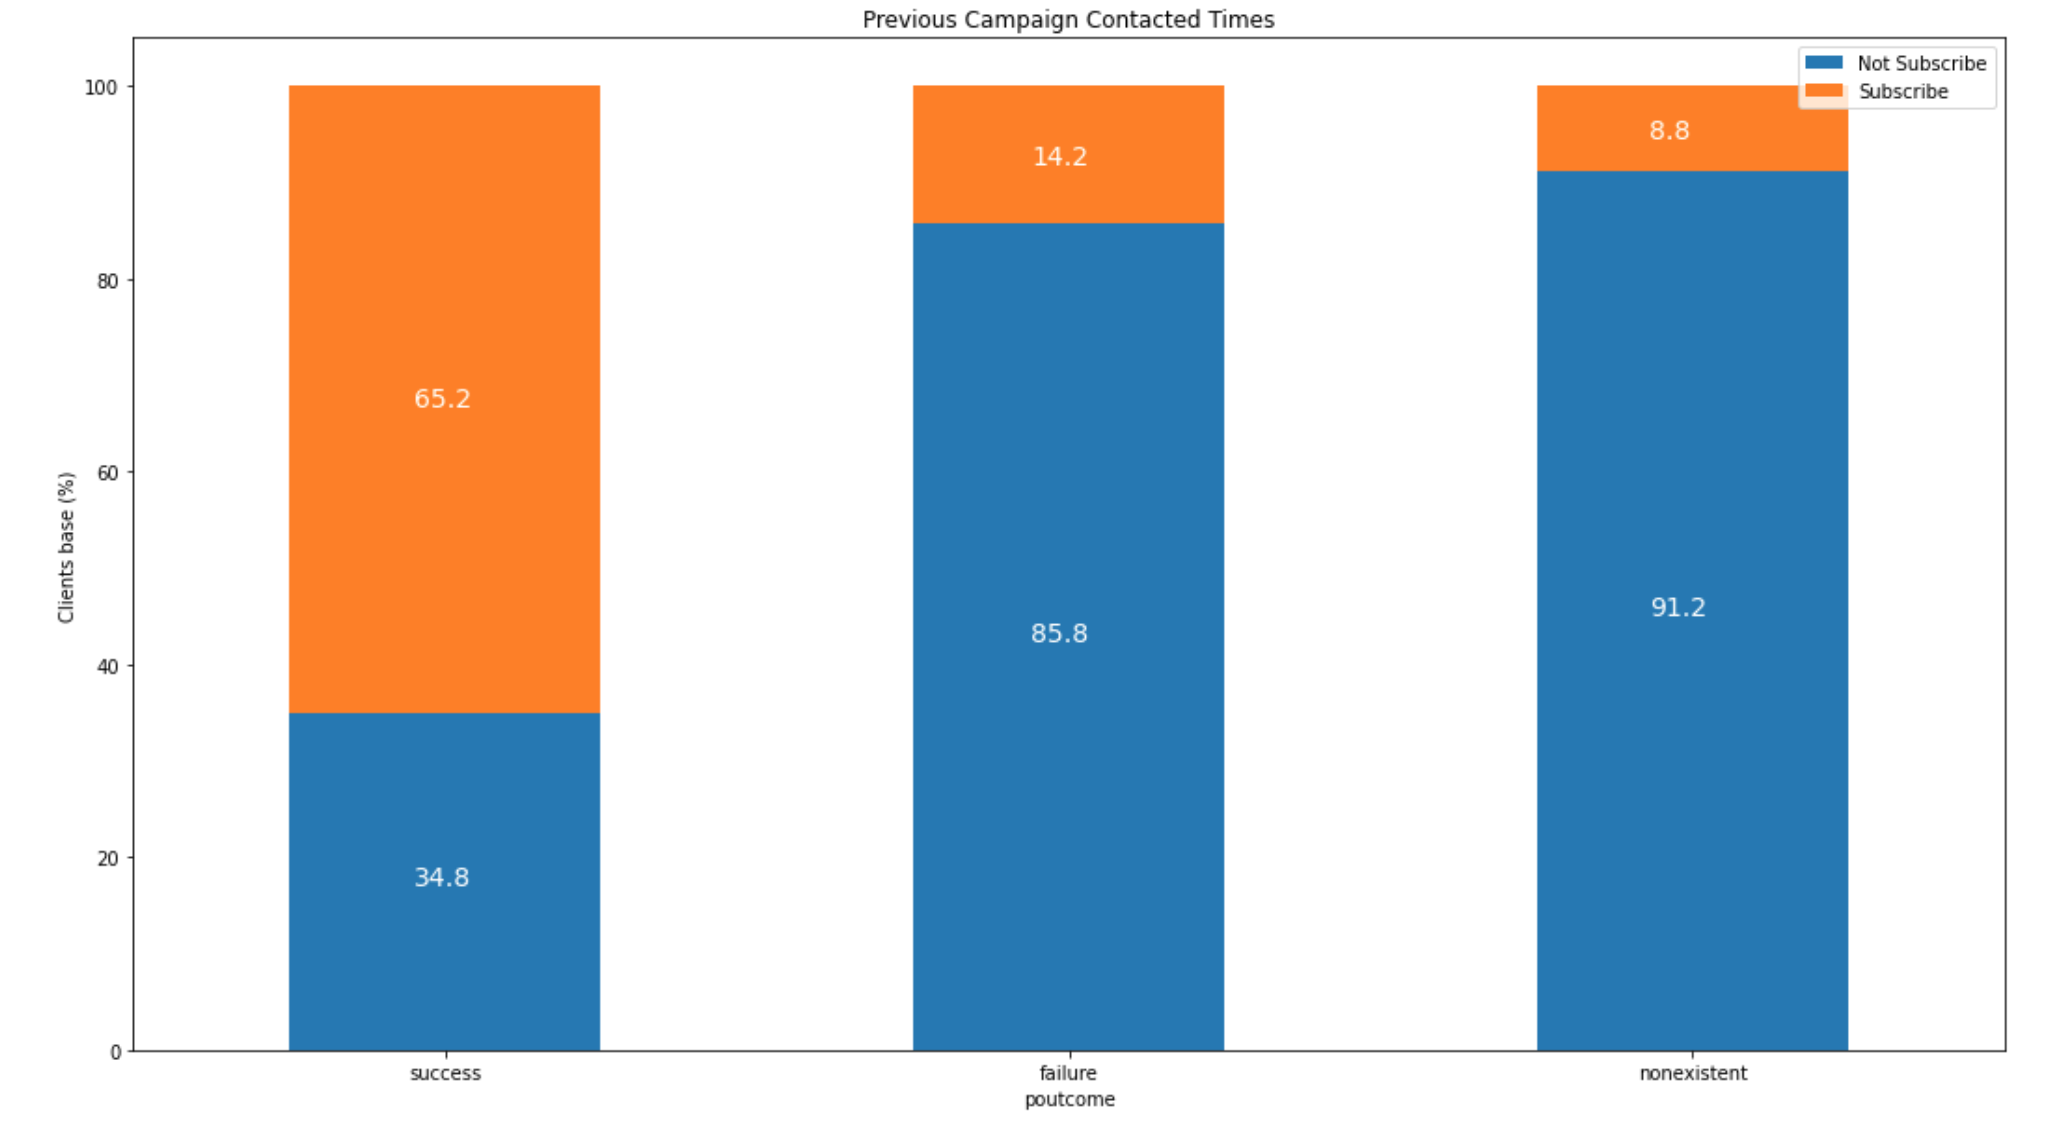 Previous Campaign Contacted Times
Not Subscribe
Subscribe
100
80
60
40
20
0
Clients base (%)
65.2
34.8
14.2
85.8
8.8
91.2
success
failure
nonexistent
poutcome